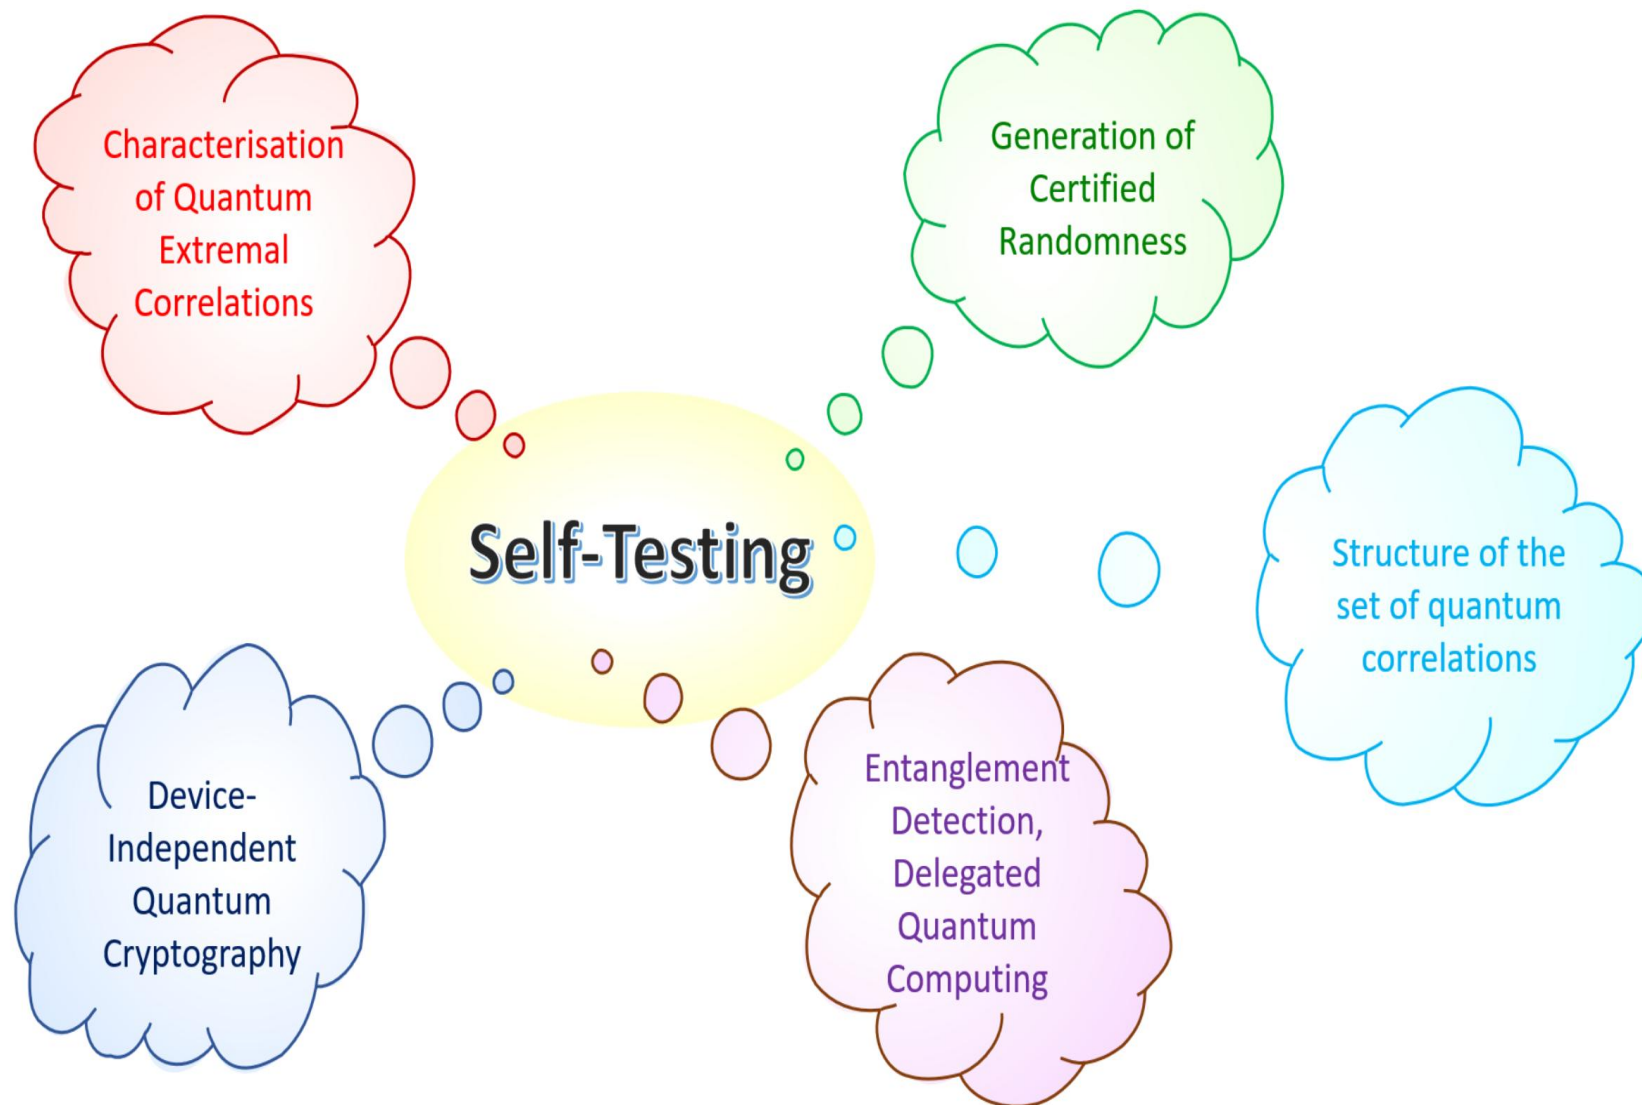 Characterisation
of Quantum
Extremal
Correlations
Generation of
Certified
Randomness
Self-Testing
Structure of the
set of quantum
correlations
Device-
Independent
Quantum
Cryptography
Entanglement
Detection,
Delegated
Quantum
Computing